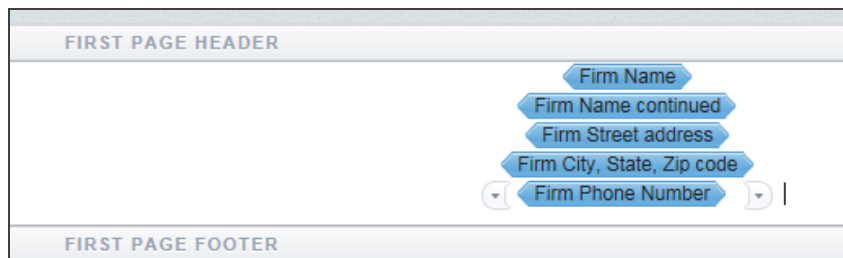 FIRST PAGE HEADER
Firm Name
Firm Name continued
Firm Street address
Firm City, State, Zip code
Firm Phone Number
FIRST PAGE FOOTER